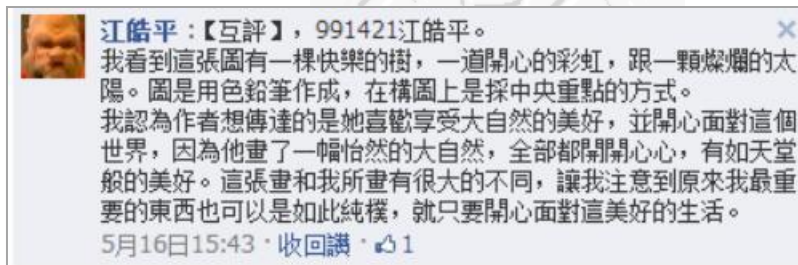 江皓平:【互評】,991421江皓平。
我看到這張圖有一棵快樂的樹,一道開心的彩虹,跟一顆燦爛的太
陽。圖是用色鉛筆作成,在構圖上是採中央重點的方式。
我認為作者想傳達的是她喜歡享受大自然的美好,並開心面對這個
世界,因為他畫了一幅怡然的大自然,全部都開開心心,有如天堂
般的美好。這張畫和我所畫有很大的不同,讓我注意到原來我最重
要的東西也可以是如此純樸,就只要開心面對這美好的生活。
5月16日15:43 · 收回讚 · 1